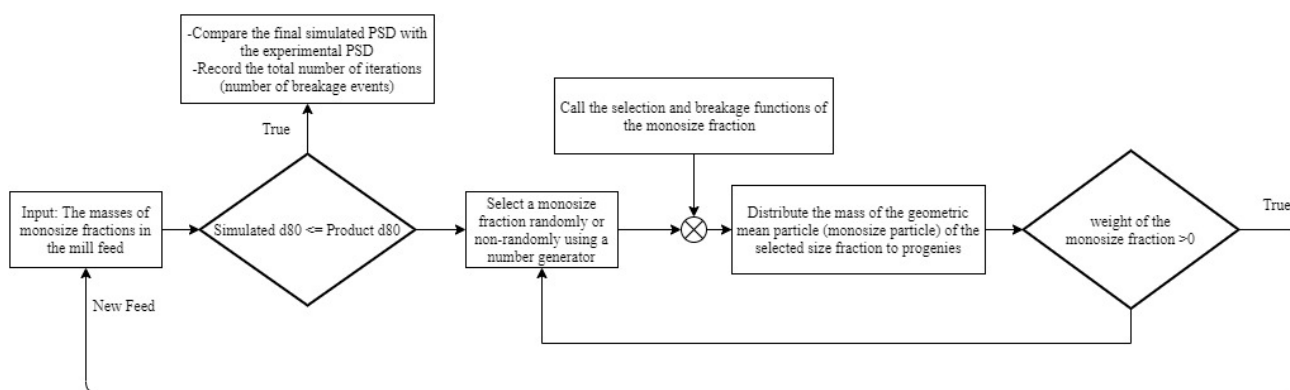 -Compare the final simulated PSD with
the experimental PSD
-Record the total number of iterations
(number of breakage events)
True
Call the selection and breakage functions of
the monosize fraction
Input: The masses of
monosize fractions in
the mill feed
Simulated d80 <= Product d80
Select a monosize
fraction randomly or
non-randomly using a
number generator
Distribute the mass of the geometric
mean particle (monosize particle) of the
selected size fraction to progenies
weight of the
monosize fraction >0
True
New Feed